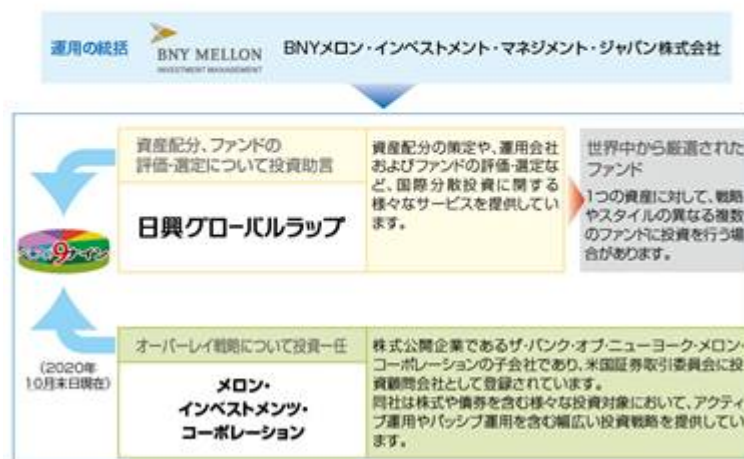 運用の統括
BNY MELLON
INVESTMENT MANAGEMENT
BNYメロン・インベストメント・マネジメント・ジャパン株式会社
資産配分、ファンドの
評価・選定について投資助言
日興グローバルラップ
資産配分の策定や、運用会社
およびファンドの評価・選定な
ど、国際分散投資に関する
様々なサービスを提供してい
ます。
世界中から厳選された
ファンド
1つの資産に対して、戦略
やスタイルの異なる複数
のファンドに投資を行う場
合があります。
9ナイン
(2020年
10月末日現在)
オーバーレイ戦略について投資一任
メロン・
インベストメンツ・
コーポレーション
株式公開企業であるザ・バンク・オブ・ニューヨーク・メロン・
コーポレーションの子会社であり、米国証券取引委員会に投
資顧問会社として登録されています。
同社は株式や債券を含む様々な投資対象において、アクティ
ブ運用やパッシブ運用を含む幅広い投資戦略を提供してい
ます。